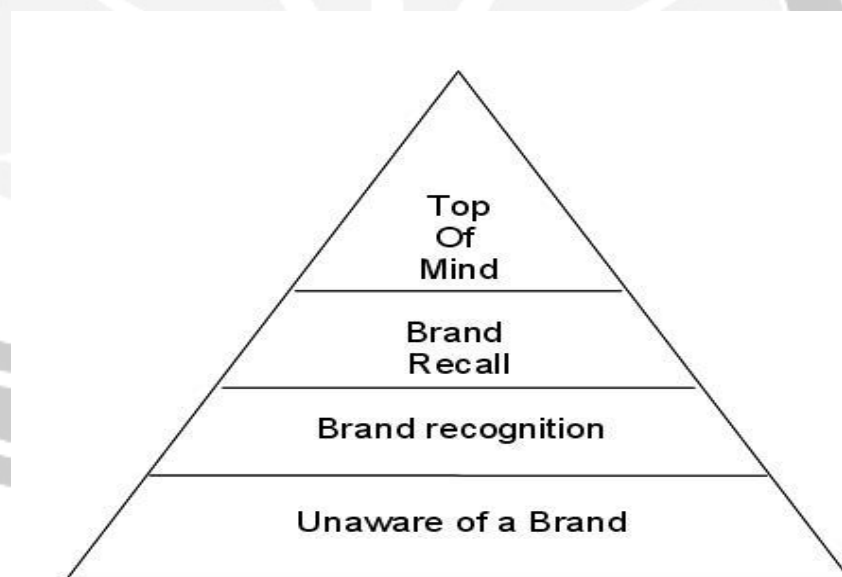 Top
Of
Mind
Brand
Recall
Brand recognition
Unaware of a Brand